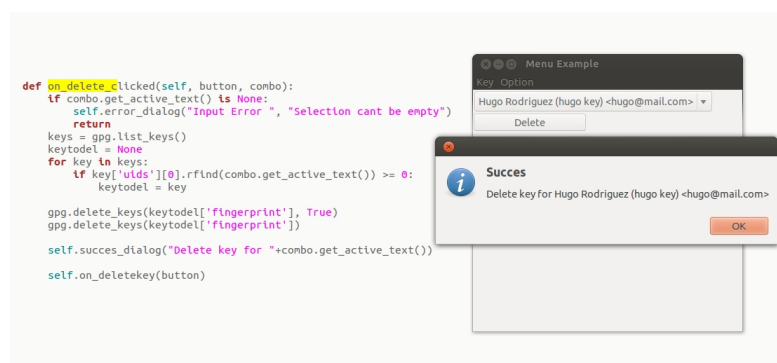 def on_delete_clicked(self, button, combo):
    if combo.get_active_text() is None:
        self.error_dialog("Input Error ", "Selection cant be empty")
        return
    keys = gpg.list_keys()
    keytodel = None
    for key in keys:
        if key['uids'][0].rfind(combo.get_active_text()) >= 0:
            keytodel = key
    gpg.delete_keys(keytodel['fingerprint'], True)
    gpg.delete_keys(keytodel['fingerprint'])
    self.succes_dialog("Delete key for "+combo.get_active_text())
    self.on_deletekey(button)
Menu Example
Key Option
Hugo Rodriguez (hugo key) <hugo@mail.com>
Delete
Succes
Delete key for Hugo Rodriguez (hugo key) <hugo@mail.com>
OK